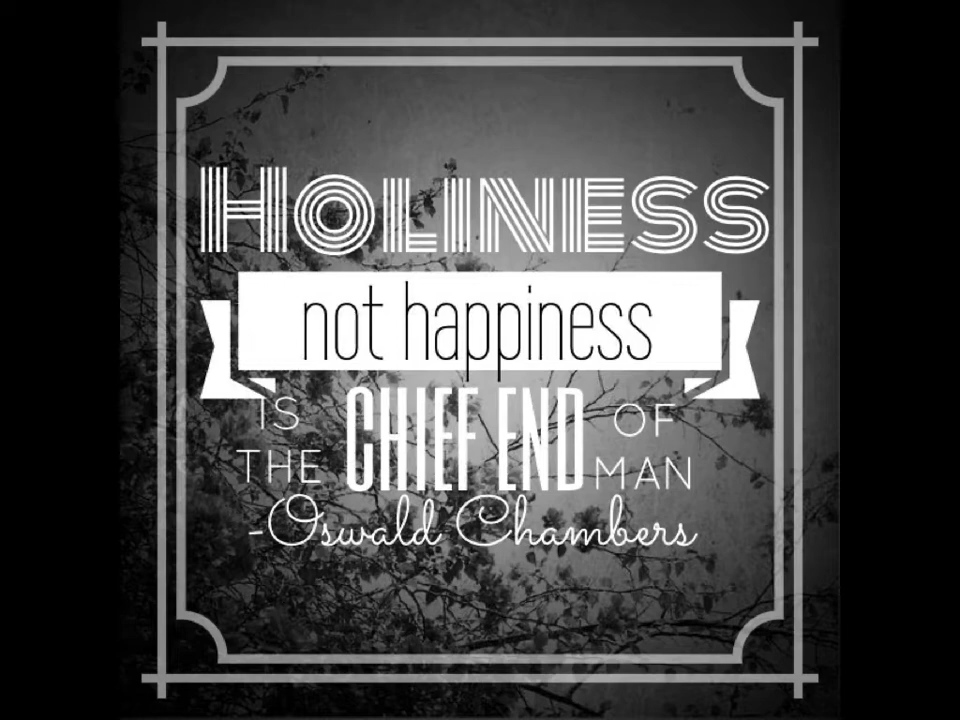 HOLINESS
not happiness
IS THE CHIEF END OF MAN
-Oswald Chambers